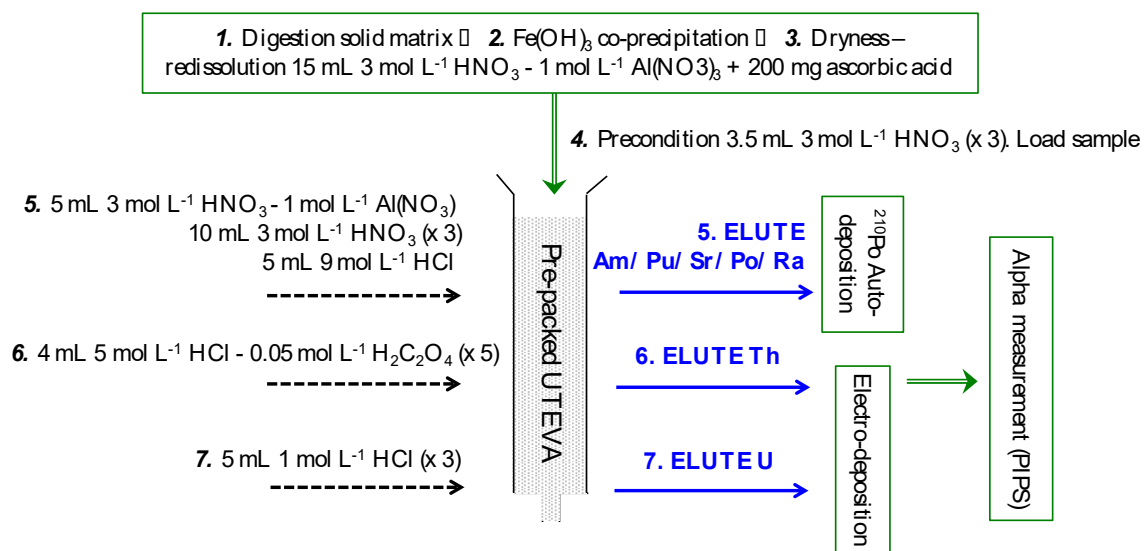 1. Digestion solid matrix  2. Fe(OH)₃ co-precipitation  3. Dryness–
redissolution 15 mL 3 mol L⁻¹ HNO₃ - 1 mol L⁻¹ Al(NO3)₃ + 200 mg ascorbic acid
4. Precondition 3.5 mL 3 mol L⁻¹ HNO₃ (x 3). Load sample
5. 5 mL 3 mol L⁻¹ HNO₃ - 1 mol L⁻¹ Al(NO₃)
10 mL 3 mol L⁻¹ HNO₃ (x 3)
5 mL 9 mol L⁻¹ HCl
Pre-packed UTEVA
5. ELUTE
Am/ Pu/ Sr/ Po/ Ra
²¹⁰Po Auto-
deposition
Alpha measurement (PIPS)
6. 4 mL 5 mol L⁻¹ HCl - 0.05 mol L⁻¹ H₂C₂O₄ (x 5)
6. ELUTE Th
Electro-deposition
7. 5 mL 1 mol L⁻¹ HCl (x 3)
7. ELUTE U